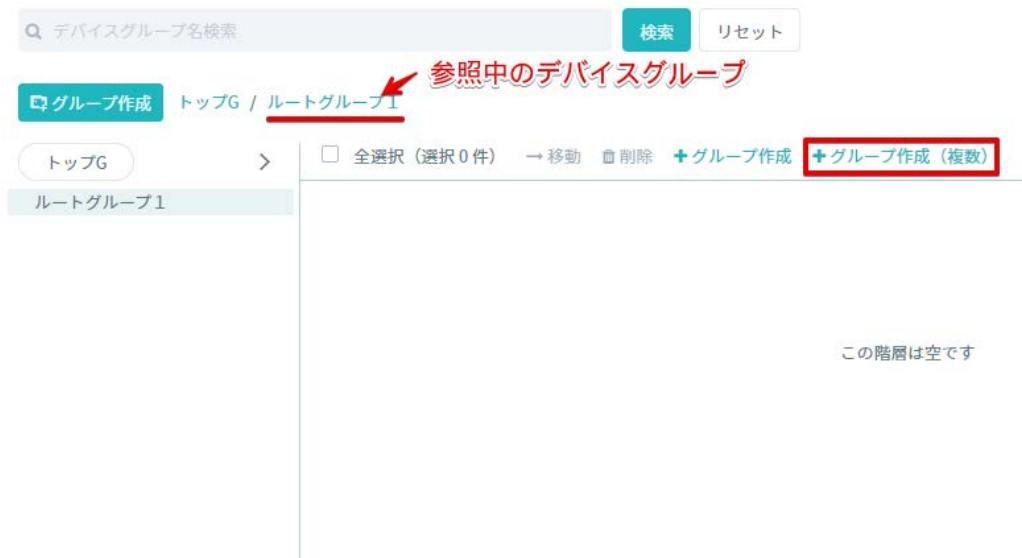 デバイスグループ名検索 検索 リセット
参照中のデバイスグループ
グループ作成 トップG / ルートグループ１
トップG > 全選択（選択０件） →移動 削除 +グループ作成 +グループ作成（複数）
ルートグループ１
この階層は空です